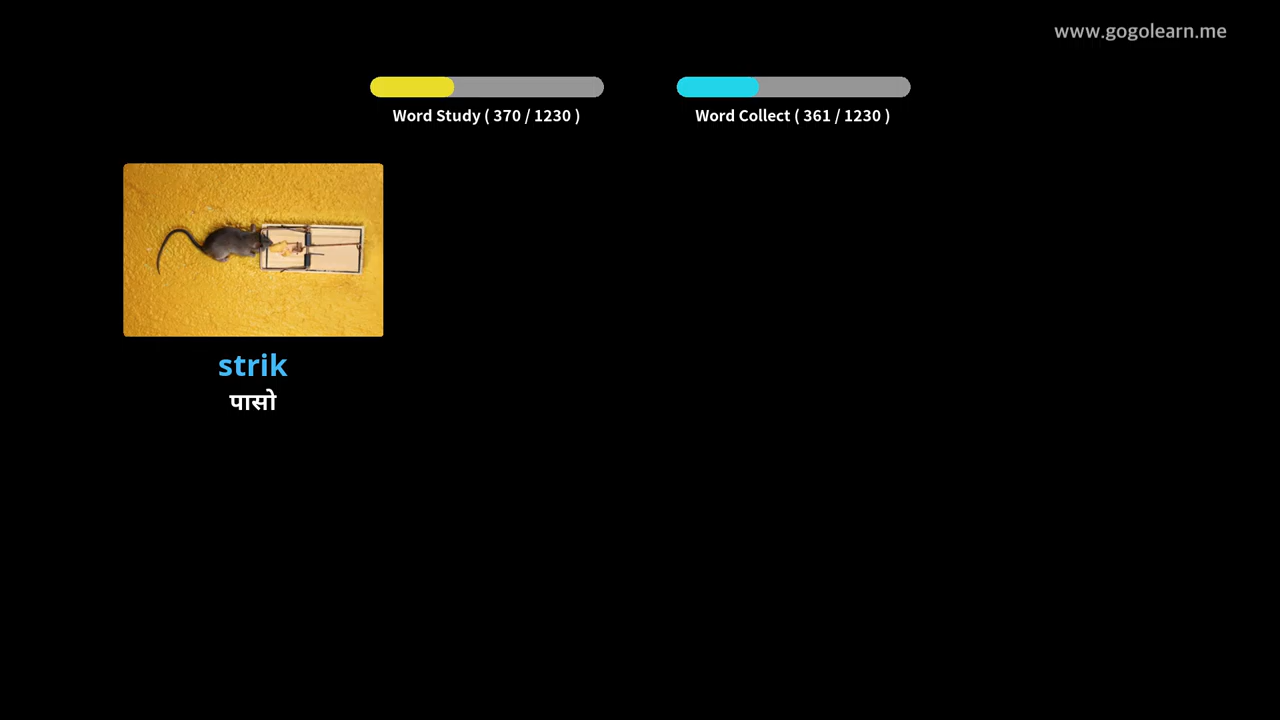 www.gogolearn.me
Word Study ( 370 / 1230 )
Word Collect ( 361 / 1230 )
strik
पासो